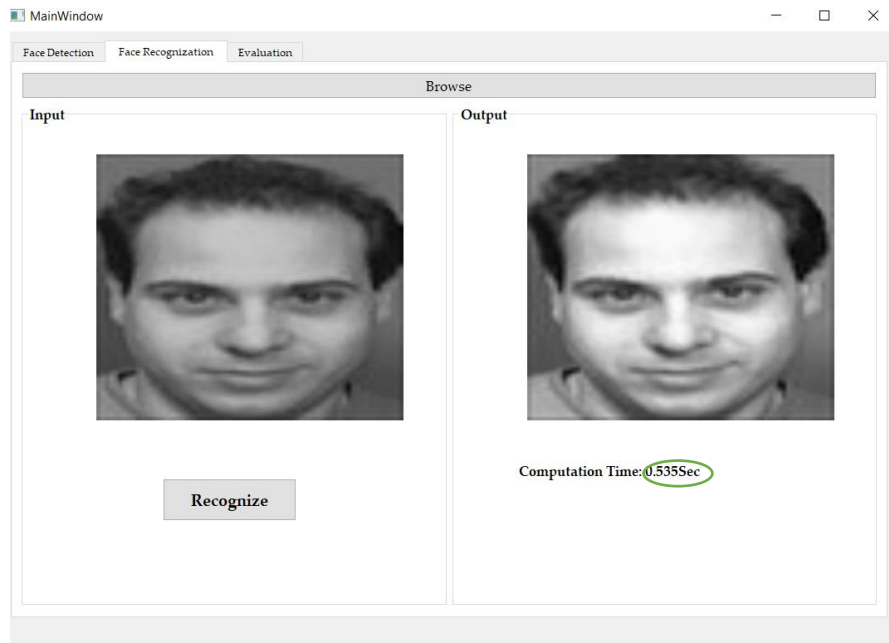 MainWindow
Face Detection Face Recognization Evaluation
Browse
Input
Output
Computation Time: 0.535Sec
Recognize